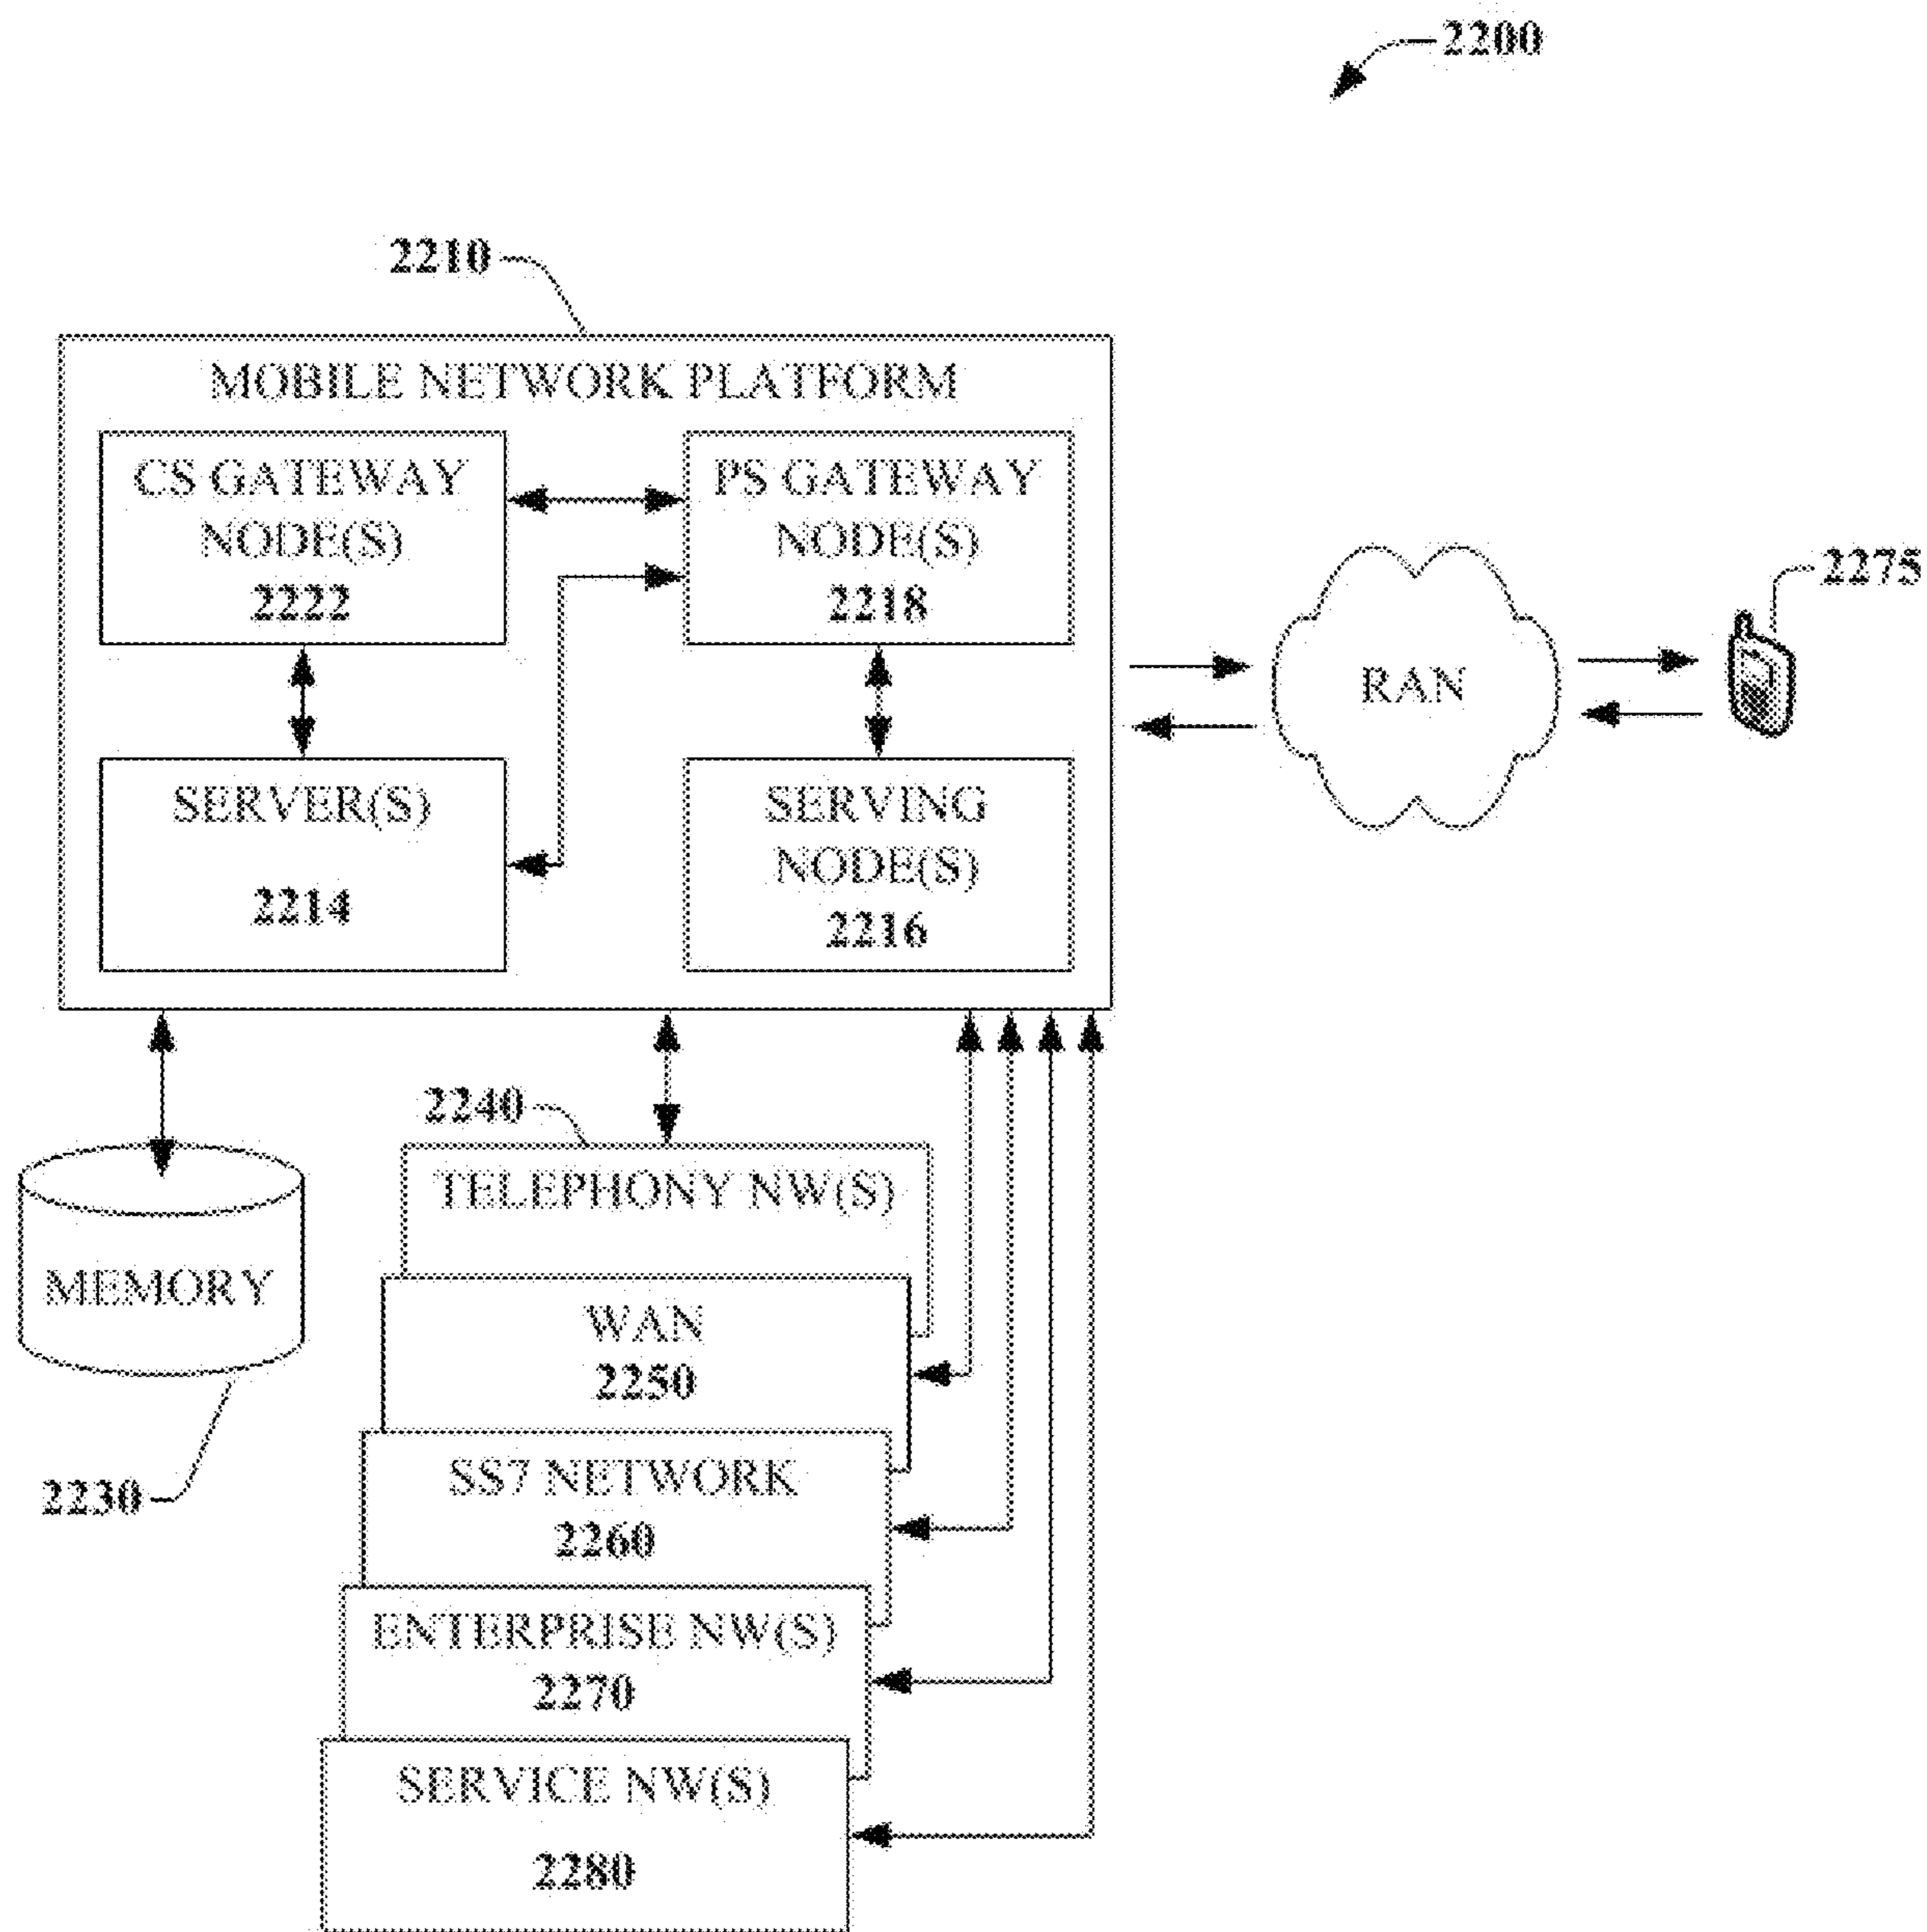 2200
2210
MOBILE NETWORK PLATFORM
CS GATEWAY
NODE(S)
2222
PS GATEWAY
NODE(S)
2218
SERVER(S)
2214
SERVING
NODE(S)
2216
RAN
2275
2240
TELEPHONY NW(S)
MEMORY
2230
WAN
2250
SS7 NETWORK
2260
ENTERPRISE NW(S)
2270
SERVICE NW(S)
2280